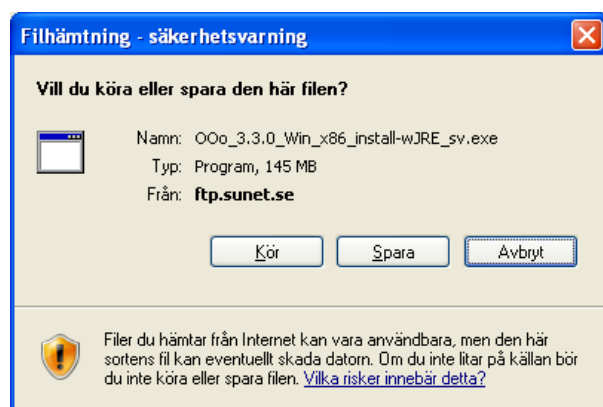 Filhämtning - säkerhetsvarning
Vill du köra eller spara den här filen?
Namn: OOo_3.3.0_Win_x86_install-wJRE_sv.exe
Typ: Program, 145 MB
Från: ftp.sunet.se
Kör Spara Avbryt
Filer du hämtar från Internet kan vara användbara, men den här
sortens fil kan eventuellt skada datorn. Om du inte litar på källan bör
du inte köra eller spara filen. Vilka risker innebär detta?